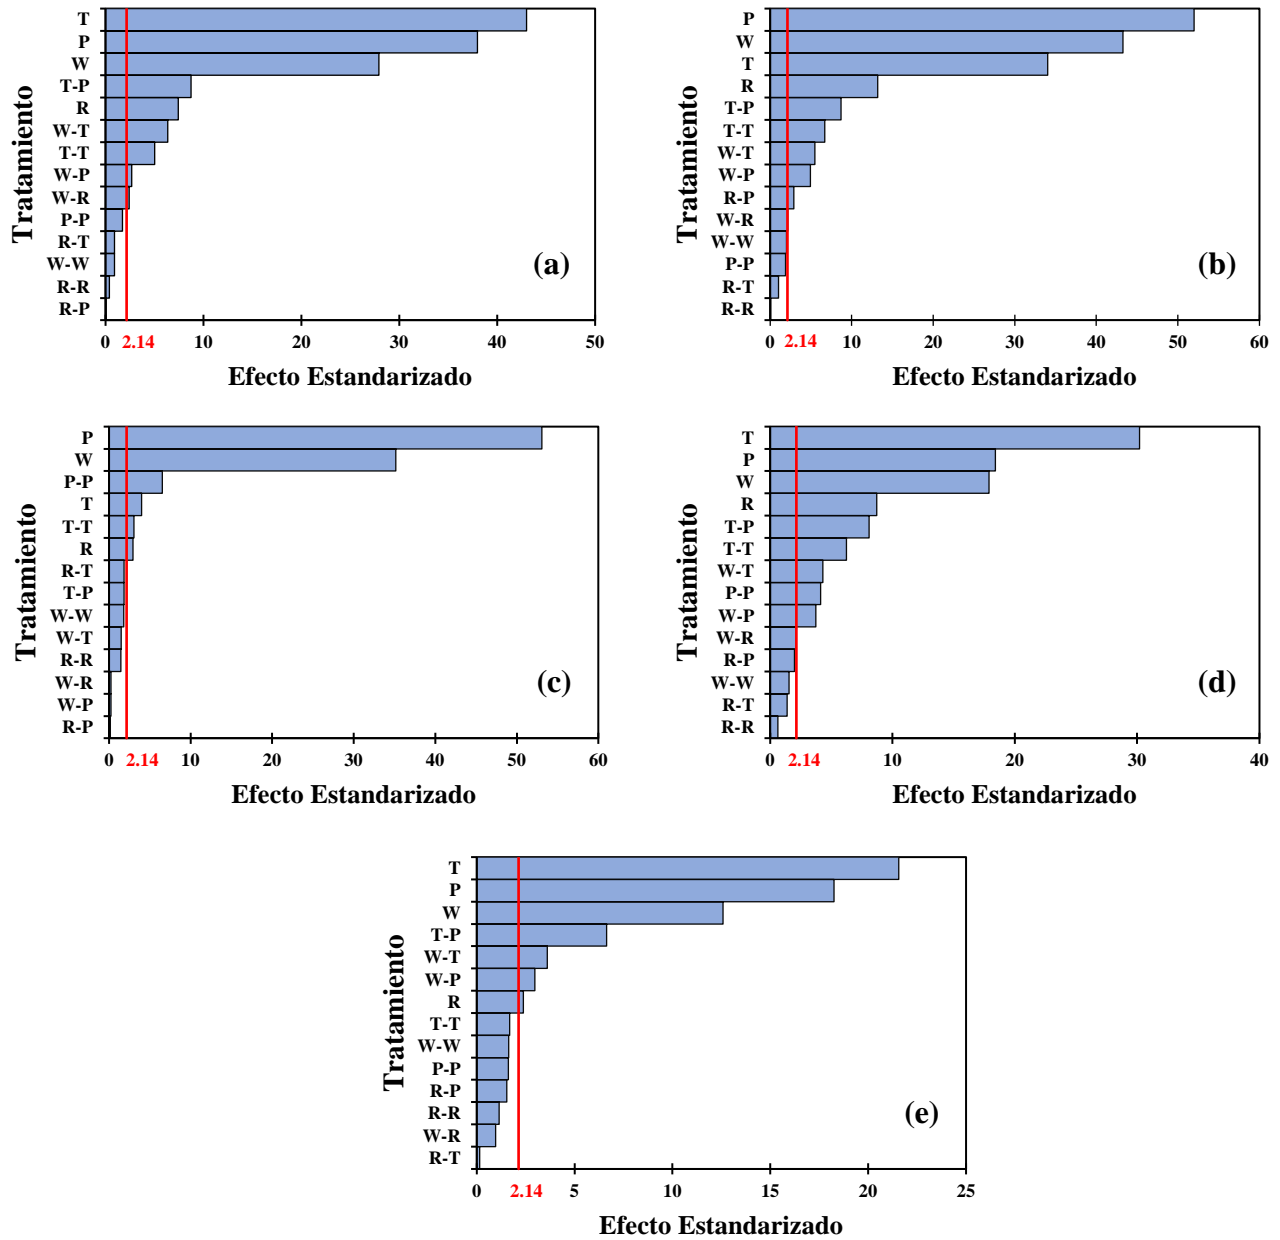 Tratamiento
T
P
W
T-P
R
W-T
T-T
W-P
W-R
P-P
R-T
W-W
R-R
R-P
(a)
0 2.14 10 20 30 40 50
Efecto Estandarizado
Tratamiento
P
W
T
R
T-P
T-T
W-T
W-P
R-P
W-R
W-W
P-P
R-T
R-R
(b)
0 2.14 10 20 30 40 50 60
Efecto Estandarizado
Tratamiento
P
W
P-P
T
T-T
R
R-T
T-P
W-W
W-T
R-R
W-R
W-P
R-P
(c)
0 2.14 10 20 30 40 50 60
Efecto Estandarizado
Tratamiento
T
P
W
R
T-P
T-T
W-T
P-P
W-P
W-R
R-P
W-W
R-T
R-R
(d)
0 2.14 10 20 30 40
Efecto Estandarizado
Tratamiento
T
P
W
T-P
W-T
W-P
R
T-T
W-W
P-P
R-P
R-R
W-R
R-T
(e)
0 2.14 5 10 15 20 25
Efecto Estandarizado